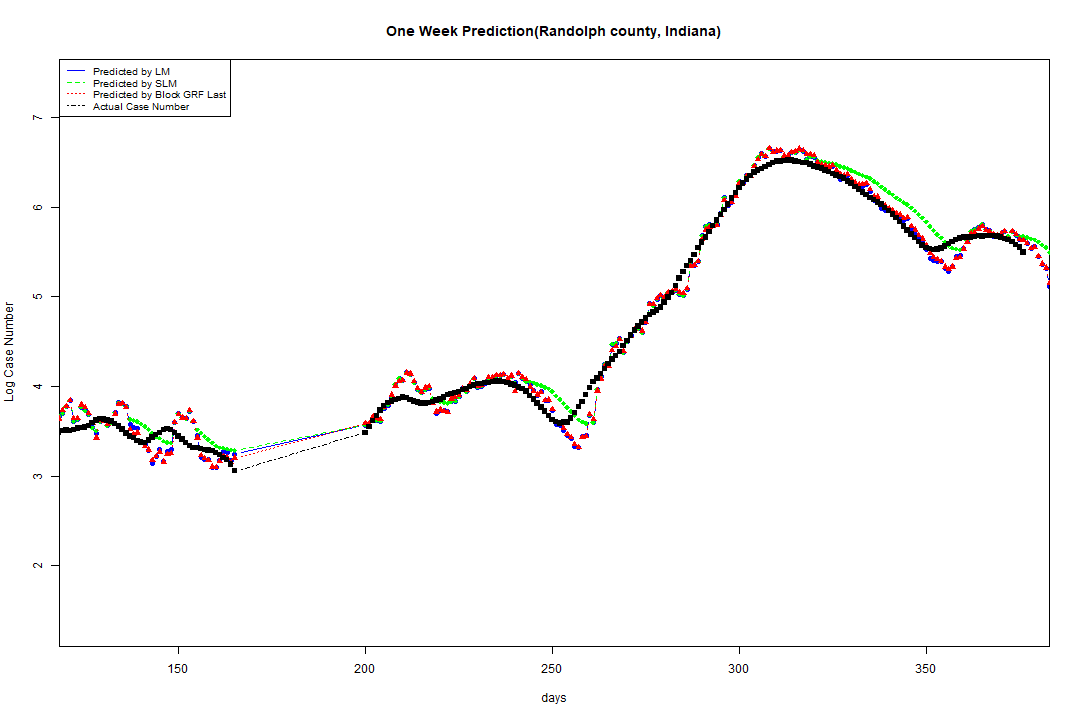 One Week Prediction(Randolph county, Indiana)
Predicted by LM
Predicted by SLM
Predicted by Block GRF Last
Actual Case Number
7
6
5
4
3
2
Log Case Number
150 200 250 300 350
days